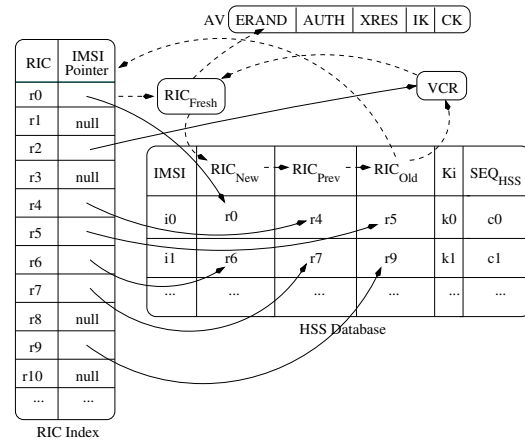 AV ERAND AUTH XRES IK CK
RIC IMSI Pointer
r0
r1 null
r2
r3 null
r4
r5
r6
r7
r8 null
r9
r10 null
... ...
RIC Index
RIC Fresh
VCR
IMSI RIC New RIC Prev RIC Old Ki SEQ HSS
i0 r0 r4 r5 k0 c0
i1 r6 r7 r9 k1 c1
... ... ... ... ... ...
HSS Database